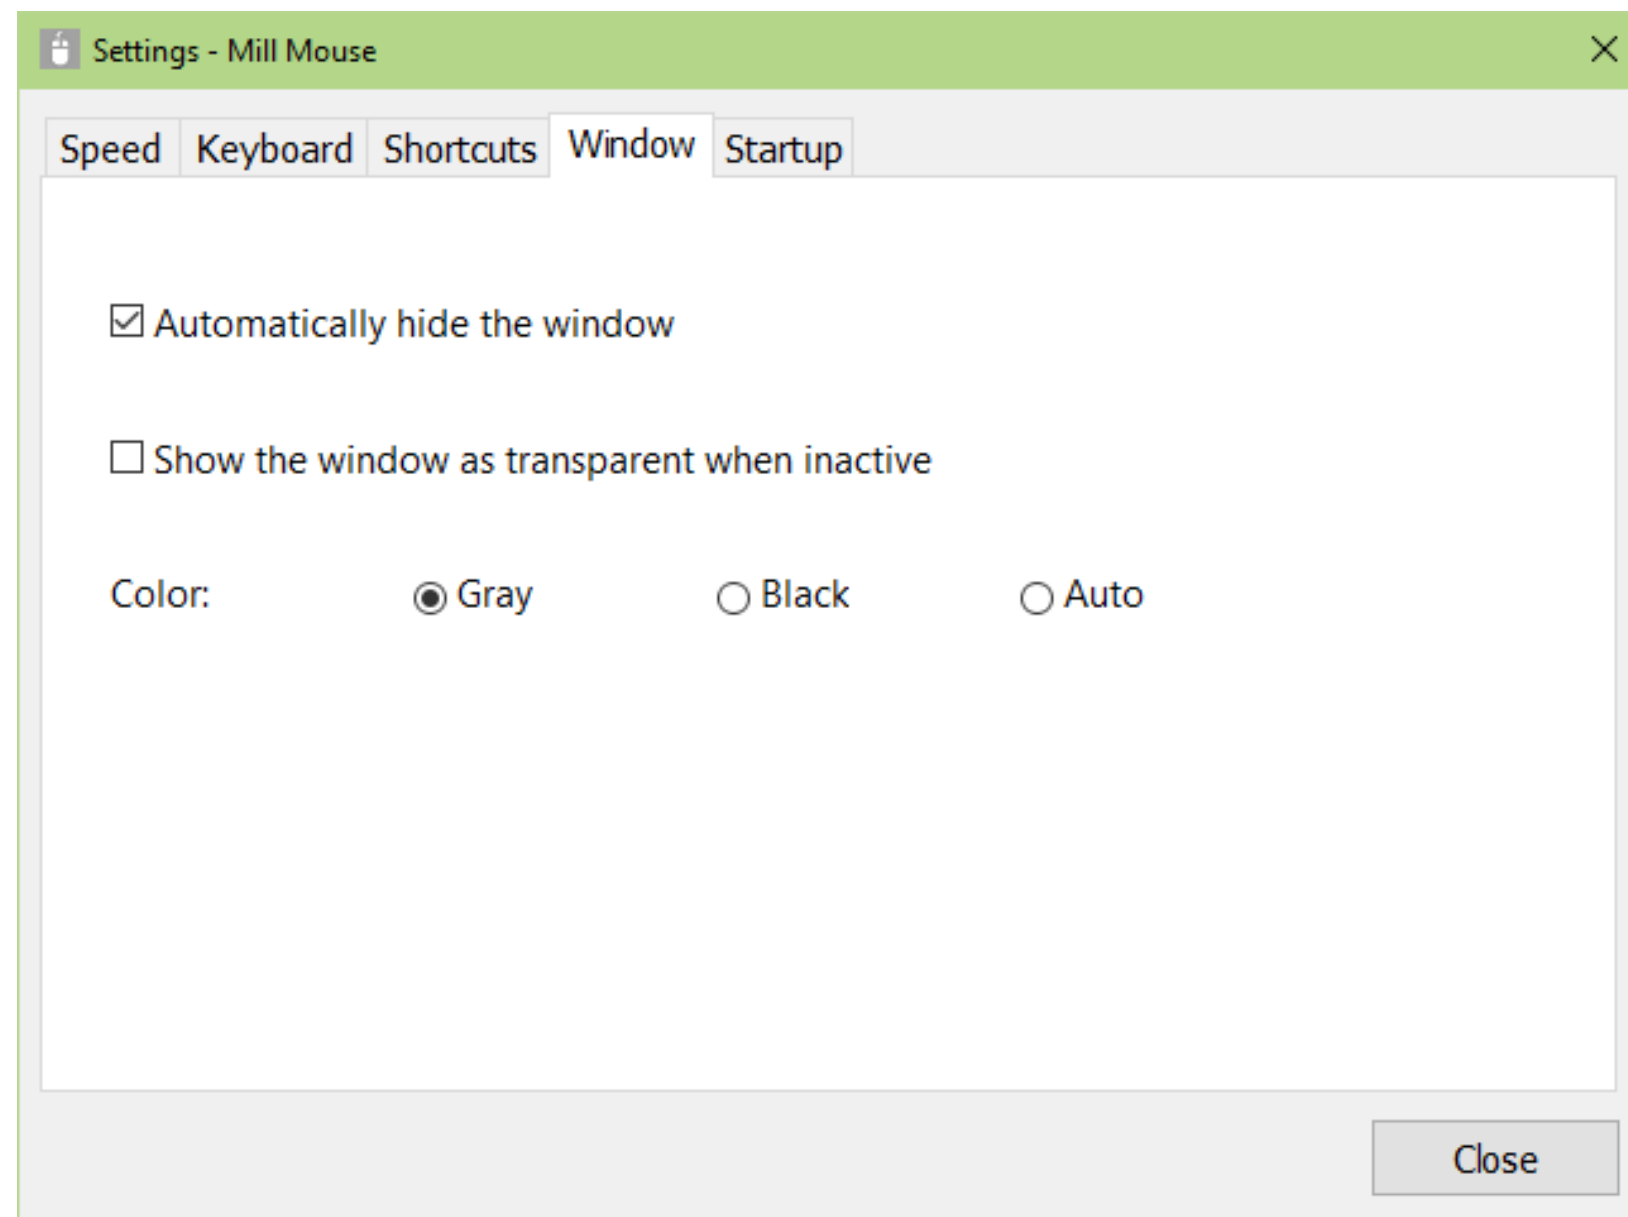 Settings - Mill Mouse
Speed Keyboard Shortcuts Window Startup
Automatically hide the window
Show the window as transparent when inactive
Color: Gray Black Auto
Close